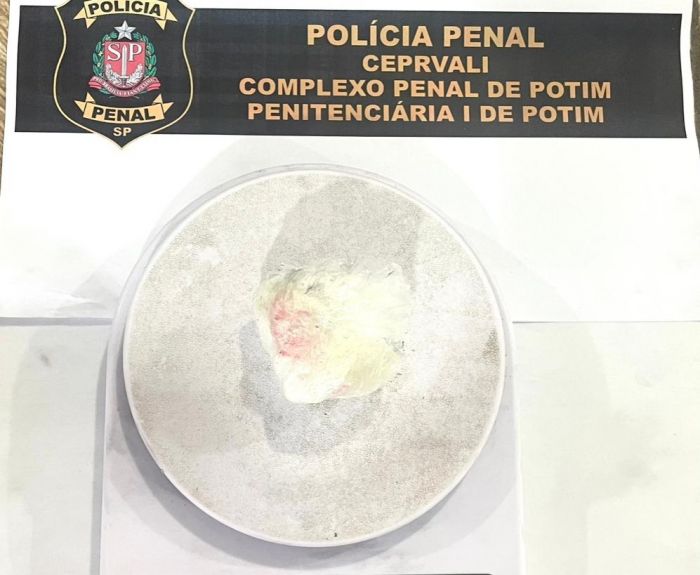 POLÍCIA
SP
PENAL
SP
POLÍCIA PENAL
CEPRVALI
COMPLEXO PENAL DE POTIM
PENITENCIÁRIA I DE POTIM